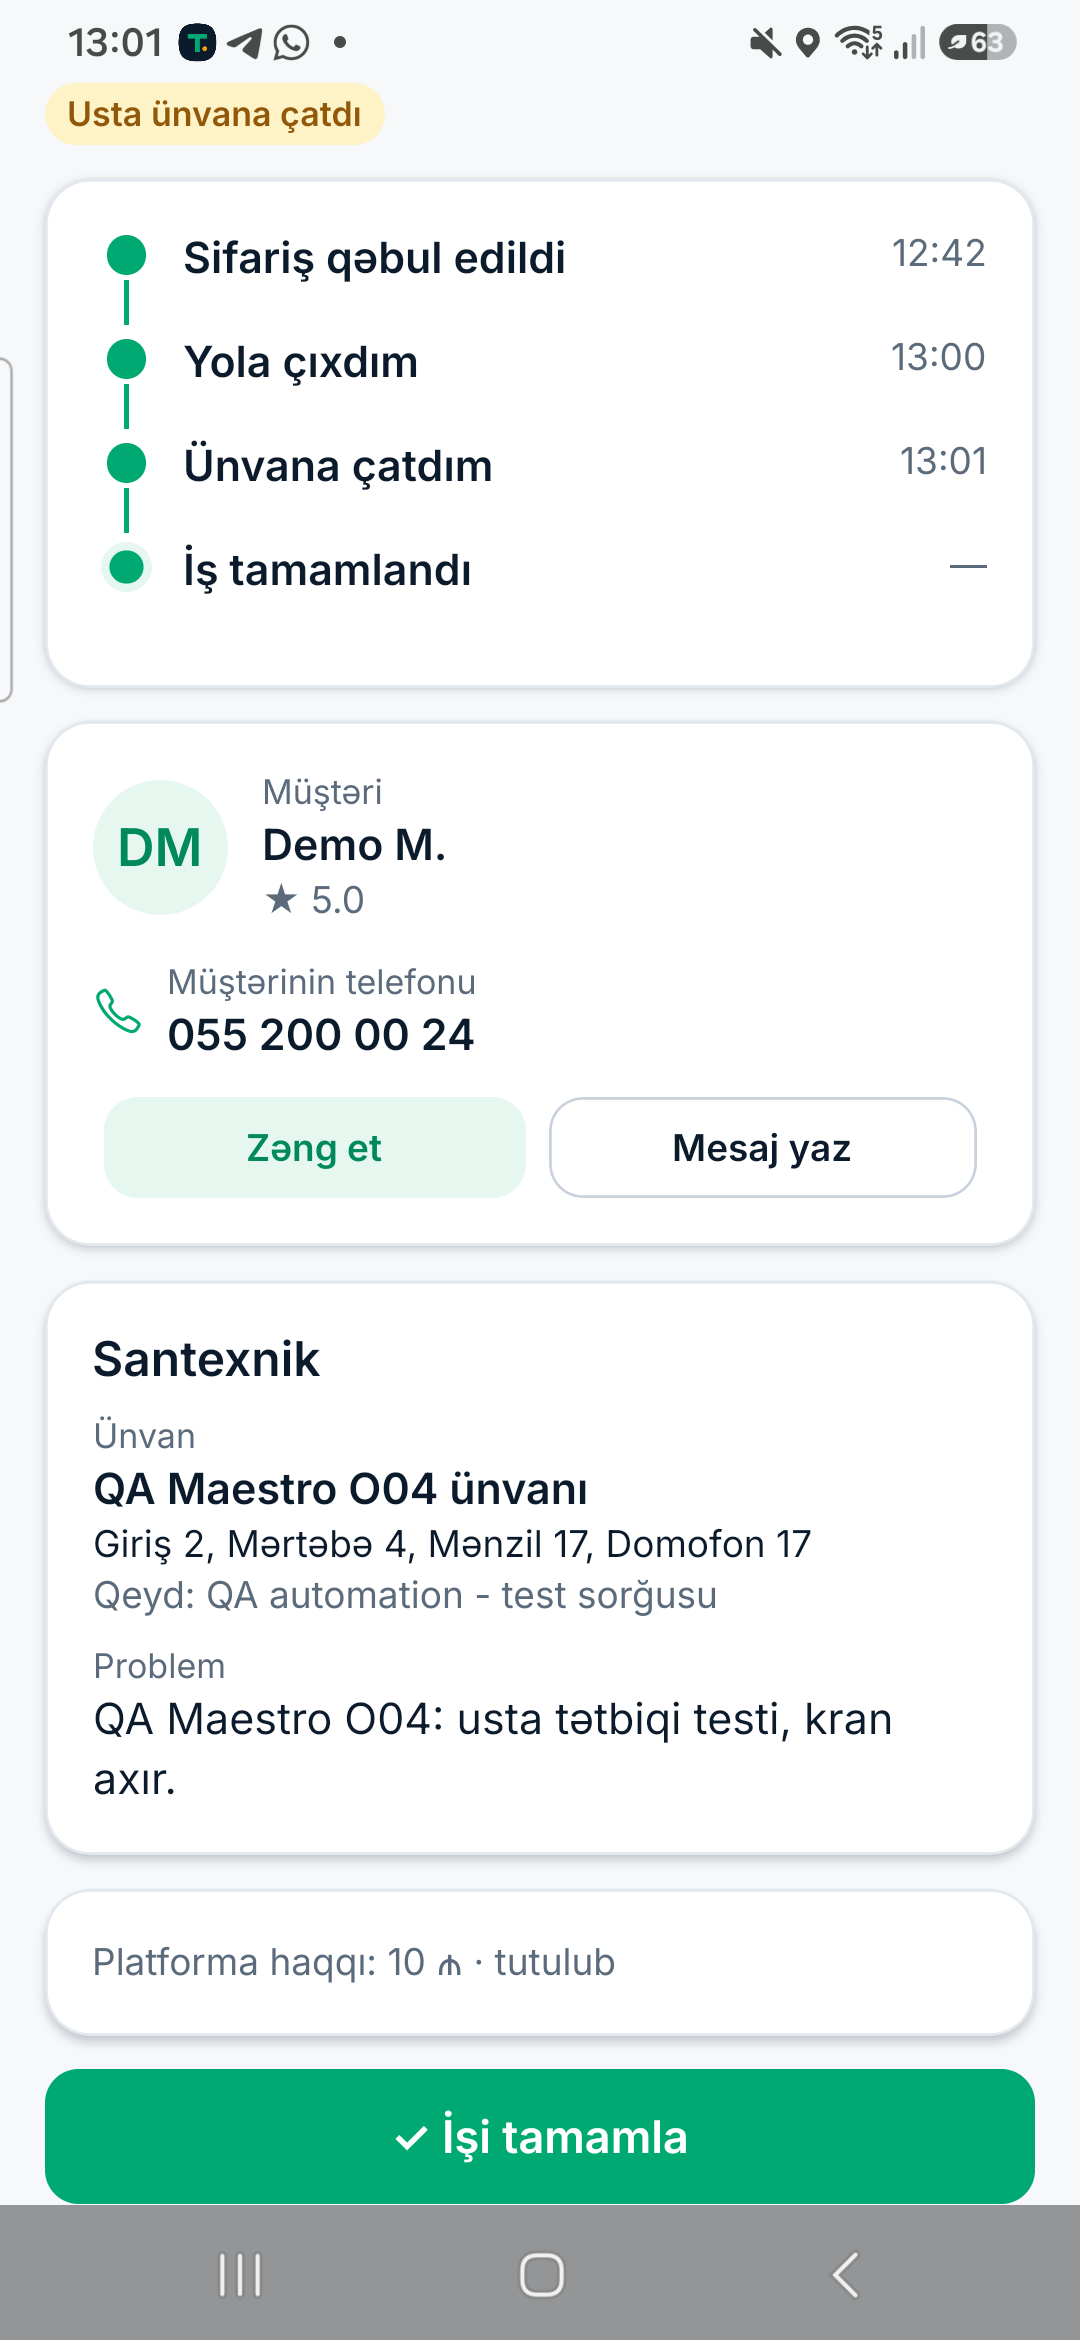 13:01
T.
5
63
Usta ünvana çatdı
Sifariş qəbul edildi 12:42
Yola çıxdım 13:00
Ünvana çatdım 13:01
İş tamamlandı —
DM
Müştəri
Demo M.
★ 5.0
Müştərinin telefonu
055 200 00 24
Zəng et
Mesaj yaz
Santexnik
Ünvan
QA Maestro O04 ünvanı
Giriş 2, Mərtəbə 4, Mənzil 17, Domofon 17
Qeyd: QA automation - test sorğusu
Problem
QA Maestro O04: usta tətbiqi testi, kran
axır.
Platforma haqqı: 10 ₼ · tutulub
✓ İşi tamamla